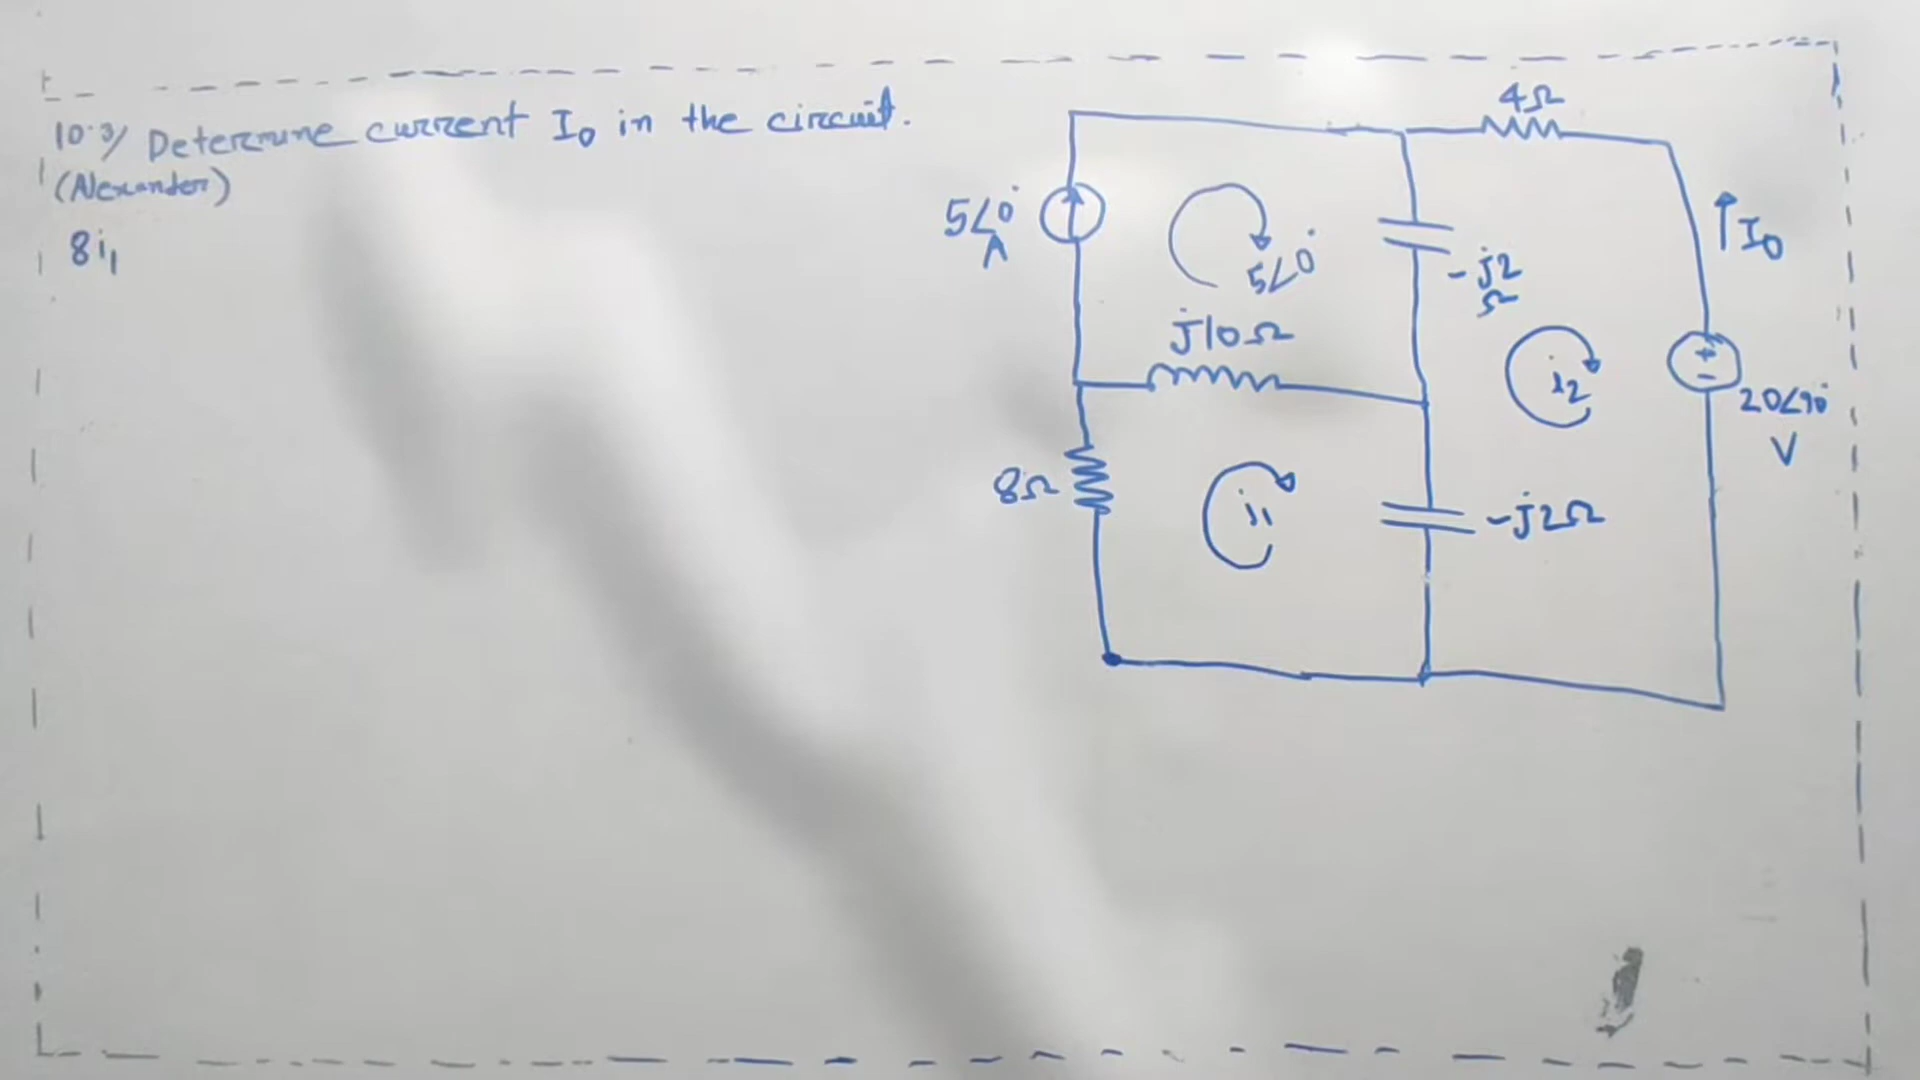 10.3/ Determine current I₀ in the circuit.
(Alexander)
8i₁
4Ω
5∠0°
A
5∠0°
-j2
Ω
I₀
j10Ω
i₂
20∠90°
V
8Ω
i₁
-j2Ω